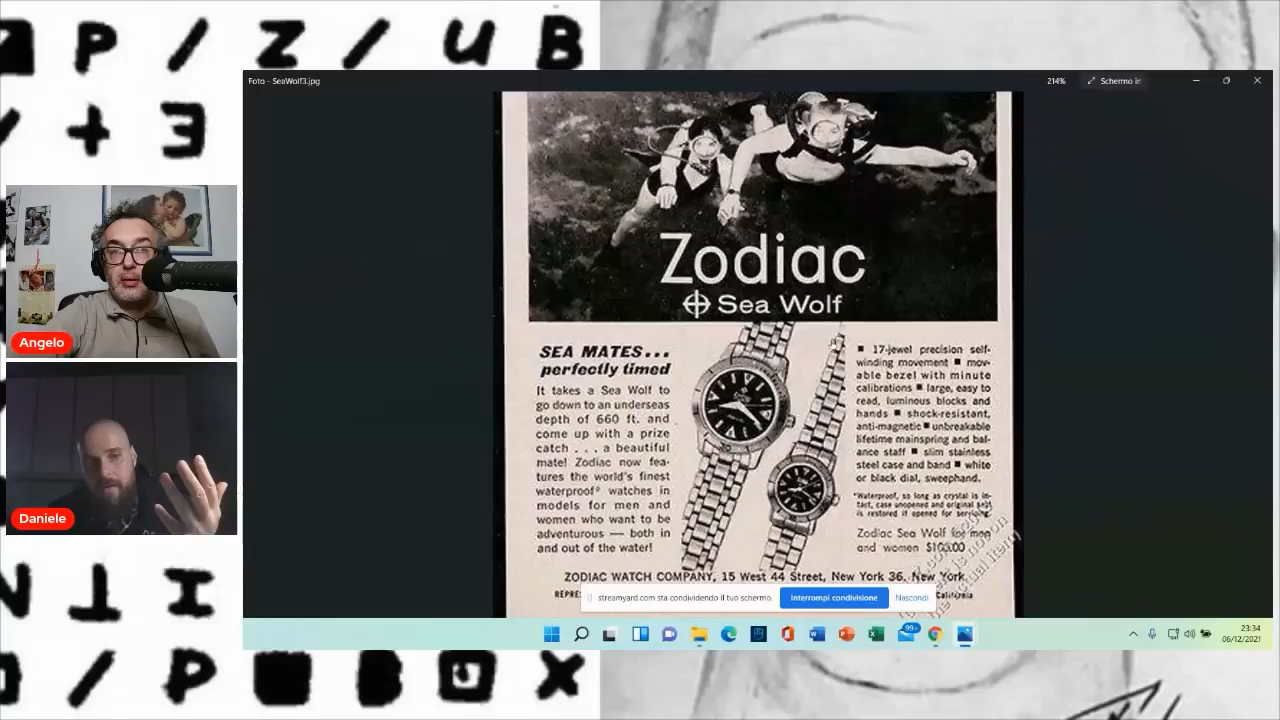 P / Z / U B
+
Foto - SeaWolf3.jpg
214%
Schermo in
Angelo
Daniele
Zodiac
Sea Wolf
SEA MATES...
perfectly timed
It takes a Sea Wolf to
go down to an underseas
depth of 660 ft. and
come up with a prize
catch . . . a beautiful
mate! Zodiac now fea-
tures the world's finest
waterproof* watches in
models for men and
women who want to be
adventurous — both in
and out of the water!
■ 17-jewel precision self-
winding movement ■ mov-
able bezel with minute
calibrations ■ large, easy to
read, luminous blocks and
hands ■ shock-resistant,
anti-magnetic ■ unbreakable
lifetime mainspring and bal-
ance staff ■ slim stainless
steel case and band ■ white
or black dial, sweephand.
*Waterproof, so long as crystal is in-
tact, case unopened and original seal
is restored if opened for servicing.
Zodiac Sea Wolf for men
and women $100.00
ZODIAC WATCH COMPANY, 15 West 44 Street, New York 36, New York
California
streamyard.com sta condividendo il tuo schermo.
Interrompi condivisione
Nascondi
99+
23:34
06/12/2021
/ P